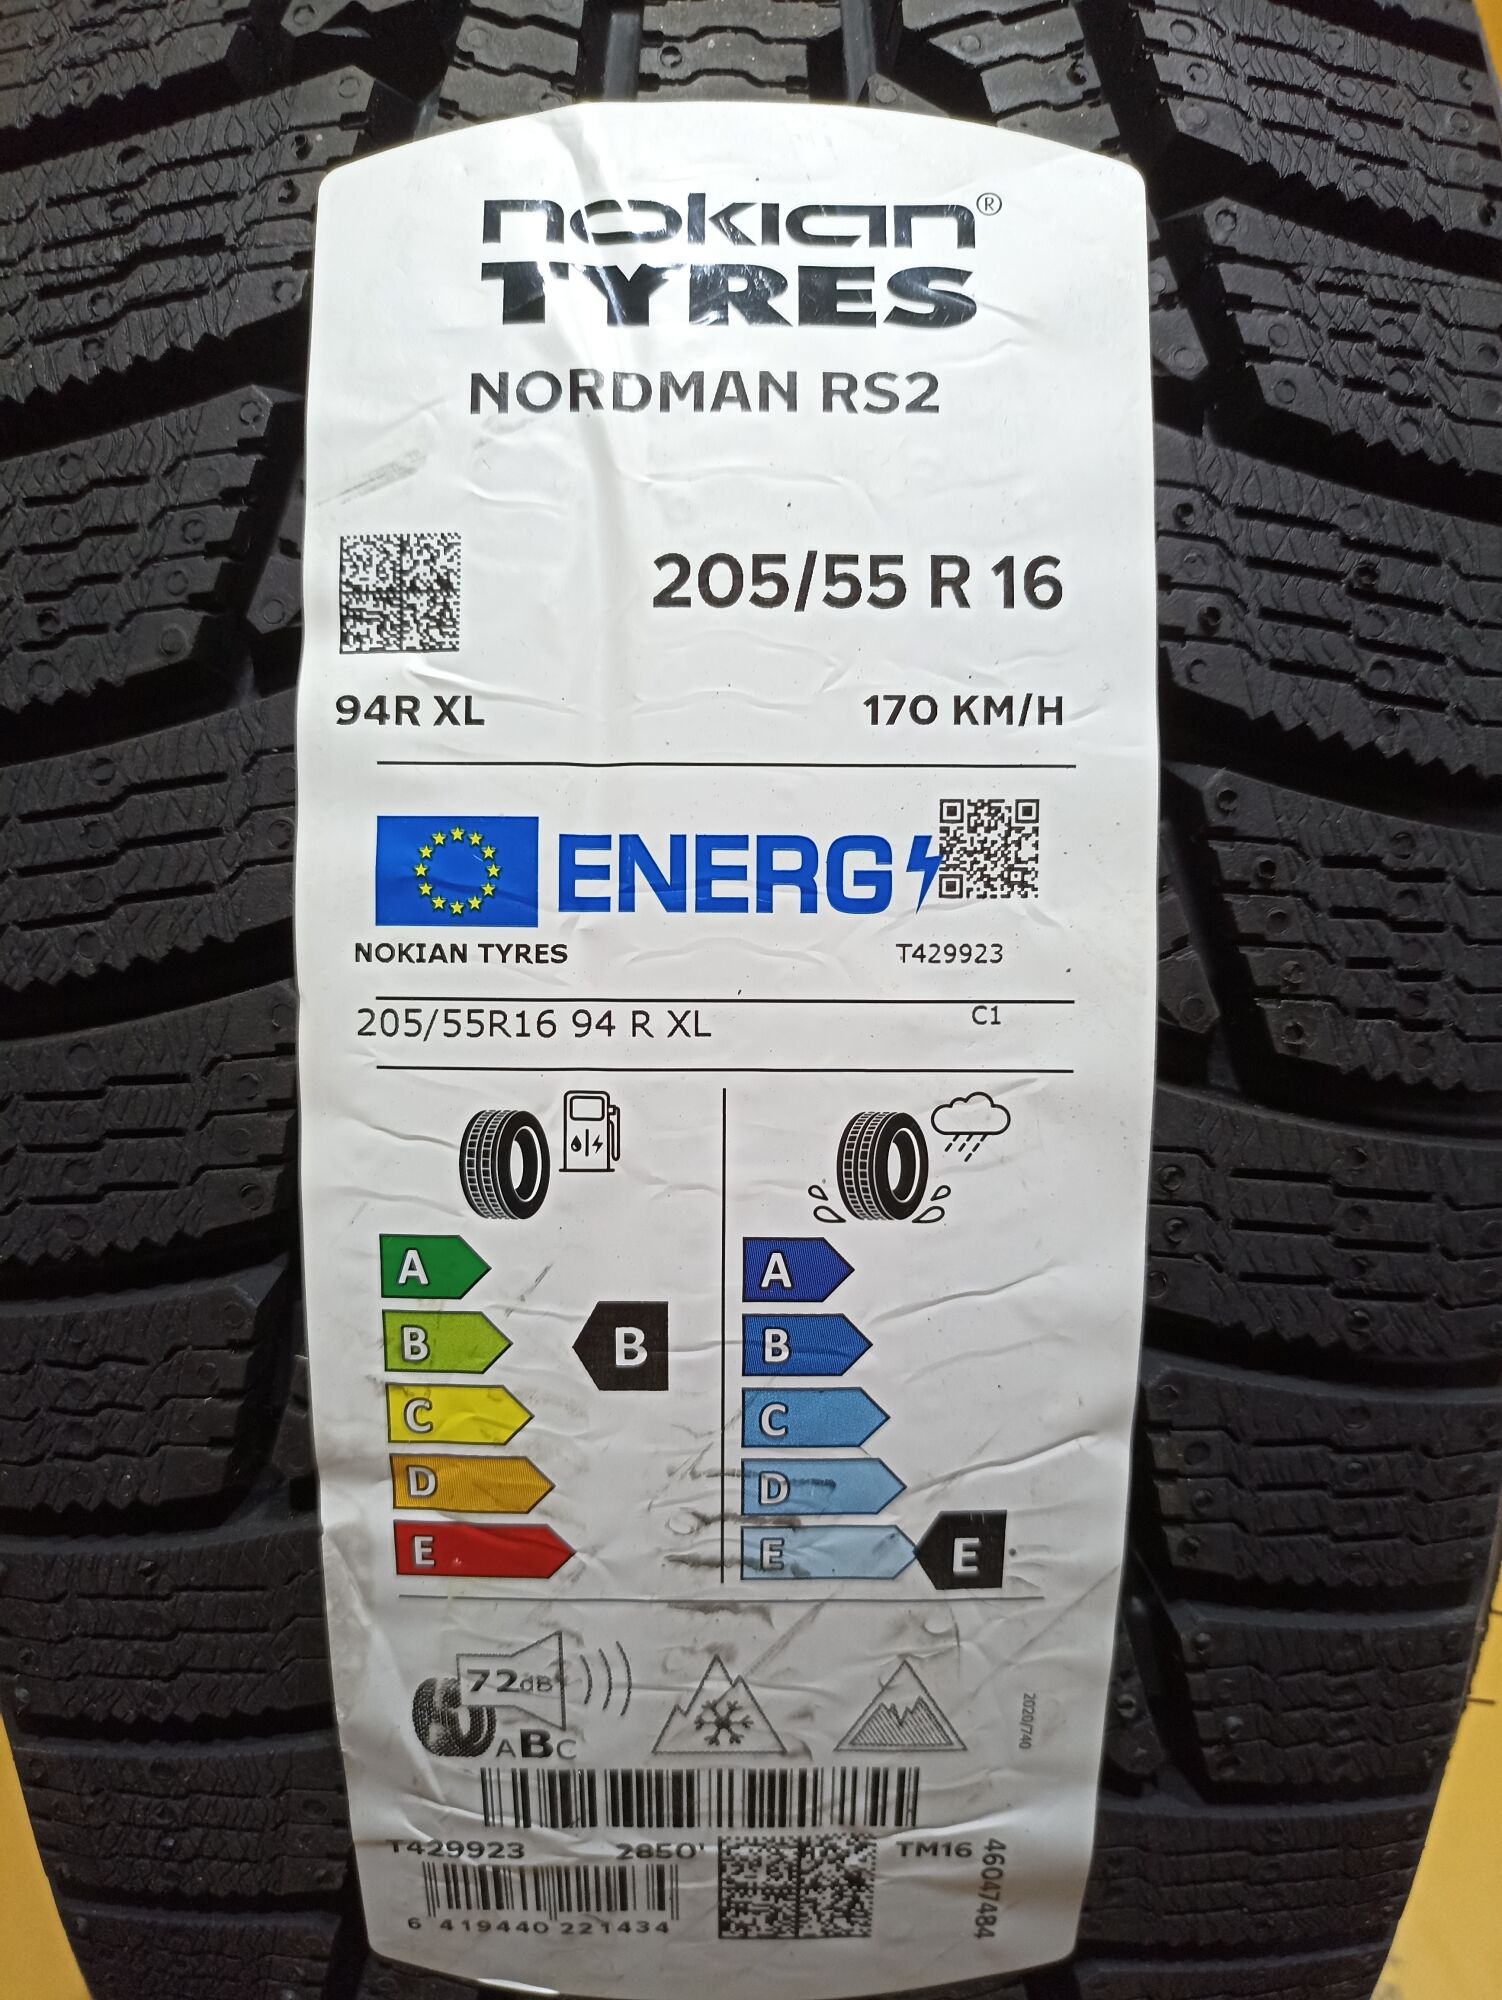 nokian®
TYRES
NORDMAN RS2
205/55 R 16
94R XL 170 KM/H
ENERG
NOKIAN TYRES T429923
205/55R16 94 R XL C1
A A
B B B
C C
D D
E E E
72dB
ABC
2020/740
T429923 2850' TM16
46047484
6 419440 221434